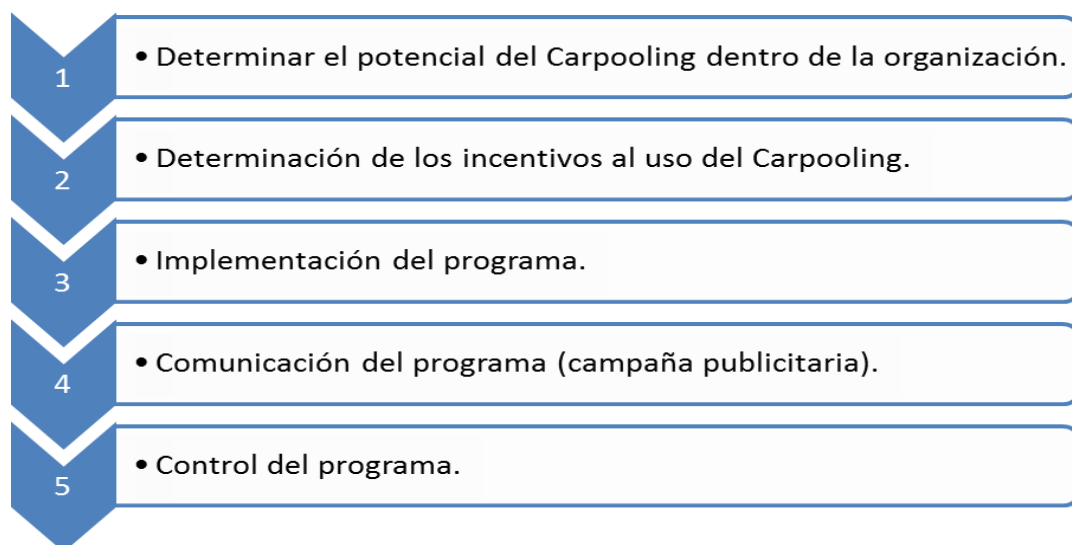 1
• Determinar el potencial del Carpooling dentro de la organización.
2
• Determinación de los incentivos al uso del Carpooling.
3
• Implementación del programa.
4
• Comunicación del programa (campaña publicitaria).
5
• Control del programa.